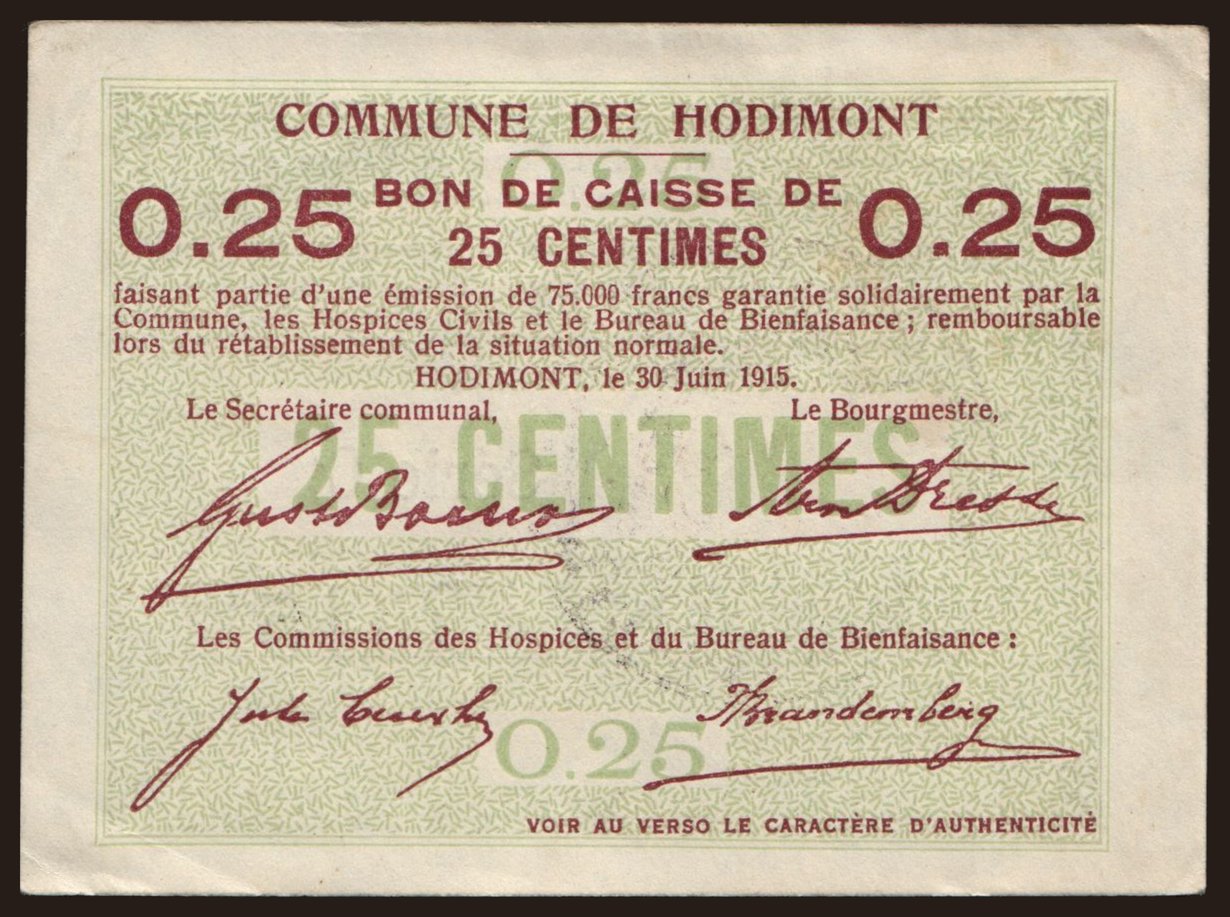 COMMUNE DE HODIMONT
0.25
0.25 BON DE CAISSE DE 0.25
25 CENTIMES
faisant partie d'une émission de 75.000 francs garantie solidairement par la
Commune, les Hospices Civils et le Bureau de Bienfaisance ; remboursable
lors du rétablissement de la situation normale.
HODIMONT, le 30 Juin 1915.
Le Secrétaire communal, Le Bourgmestre,
25 CENTIMES
Les Commissions des Hospices et du Bureau de Bienfaisance :
Brandenberg
0.25
VOIR AU VERSO LE CARACTÈRE D'AUTHENTICITÉ